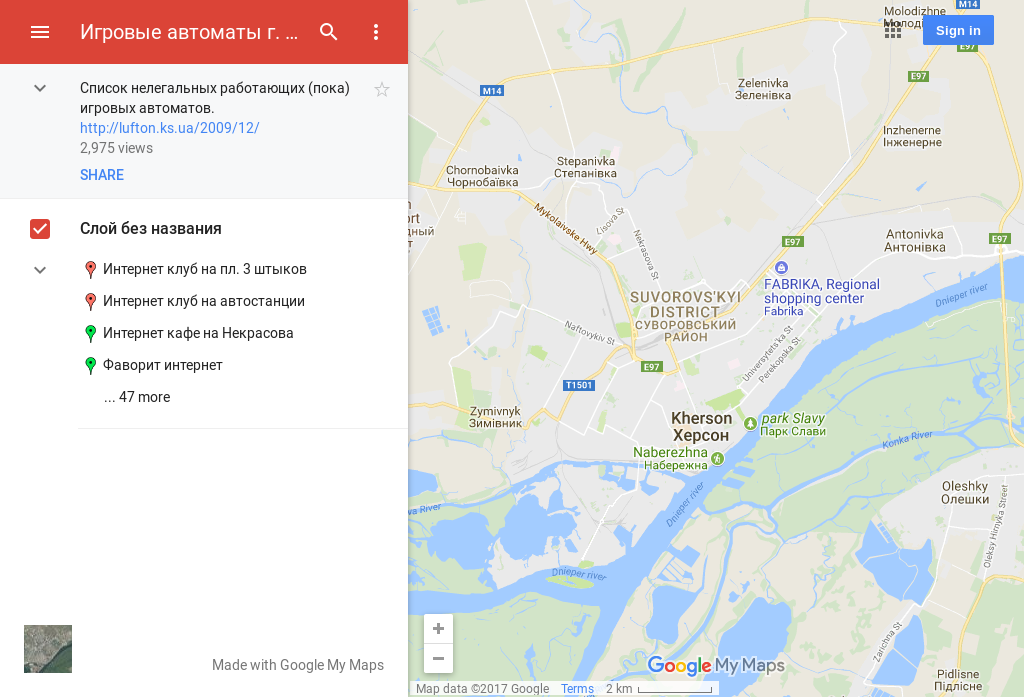 Игровые автоматы г. ...
Список нелегальных работающих (пока)
игровых автоматов.
http://lufton.ks.ua/2009/12/
2,975 views
SHARE
Слой без названия
Интернет клуб на пл. 3 штыков
Интернет клуб на автостанции
Интернет кафе на Некрасова
Фаворит интернет
... 47 more
Made with Google My Maps
Molodizhne
M14
Sign in
E97
E97
Zelenivka
Зеленівка
M14
Inzhenerne
Інженерне
Stepanivka
Степанівка
Chornobaivka
Чорнобаївка
Mykolaivske Hwy
Lisova St
Nekrasova St
Antonivka
Антонівка
E97
E97
FABRIKA, Regional
shopping center
Fabrika
Dnieper river
SUVOROVS'KYI
DISTRICT
СУВОРОВСЬКИЙ
РАЙОН
Naftovykiv St
Universytets'ka St
Perekopska St
E97
T1501
Zymivnyk
Зимівник
Kherson
Херсон
park Slavy
Парк Слави
Naberezhna
Набережна
Konka River
Oleshky
Олешки
Dnieper river
Oleksy Hirnyka Street
Dnieper river
Zarichna St
Pidlisne
Підлісне
Google My Maps
Map data ©2017 Google Terms 2 km